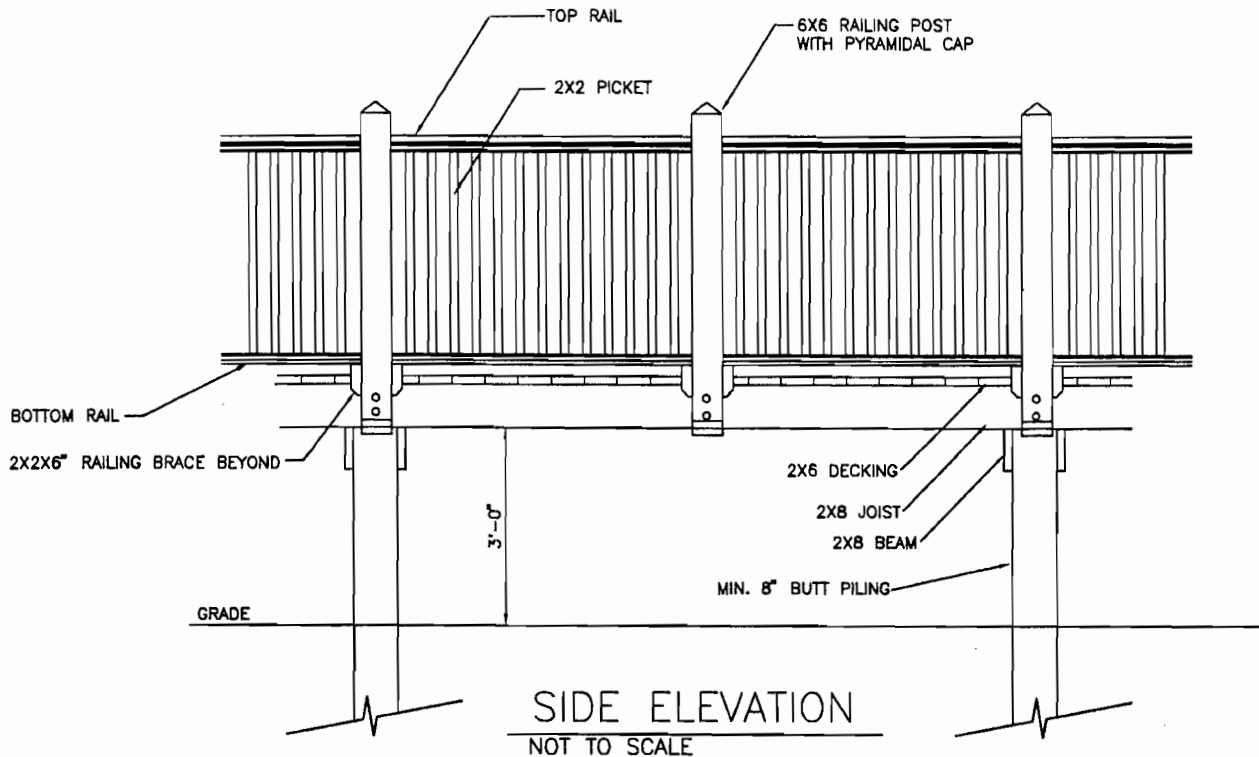 TOP RAIL
6X6 RAILING POST
WITH PYRAMIDAL CAP
2X2 PICKET
BOTTOM RAIL
2X2X6" RAILING BRACE BEYOND
3'-0"
2X6 DECKING
2X8 JOIST
2X8 BEAM
MIN. 8" BUTT PILING
GRADE
SIDE ELEVATION
NOT TO SCALE